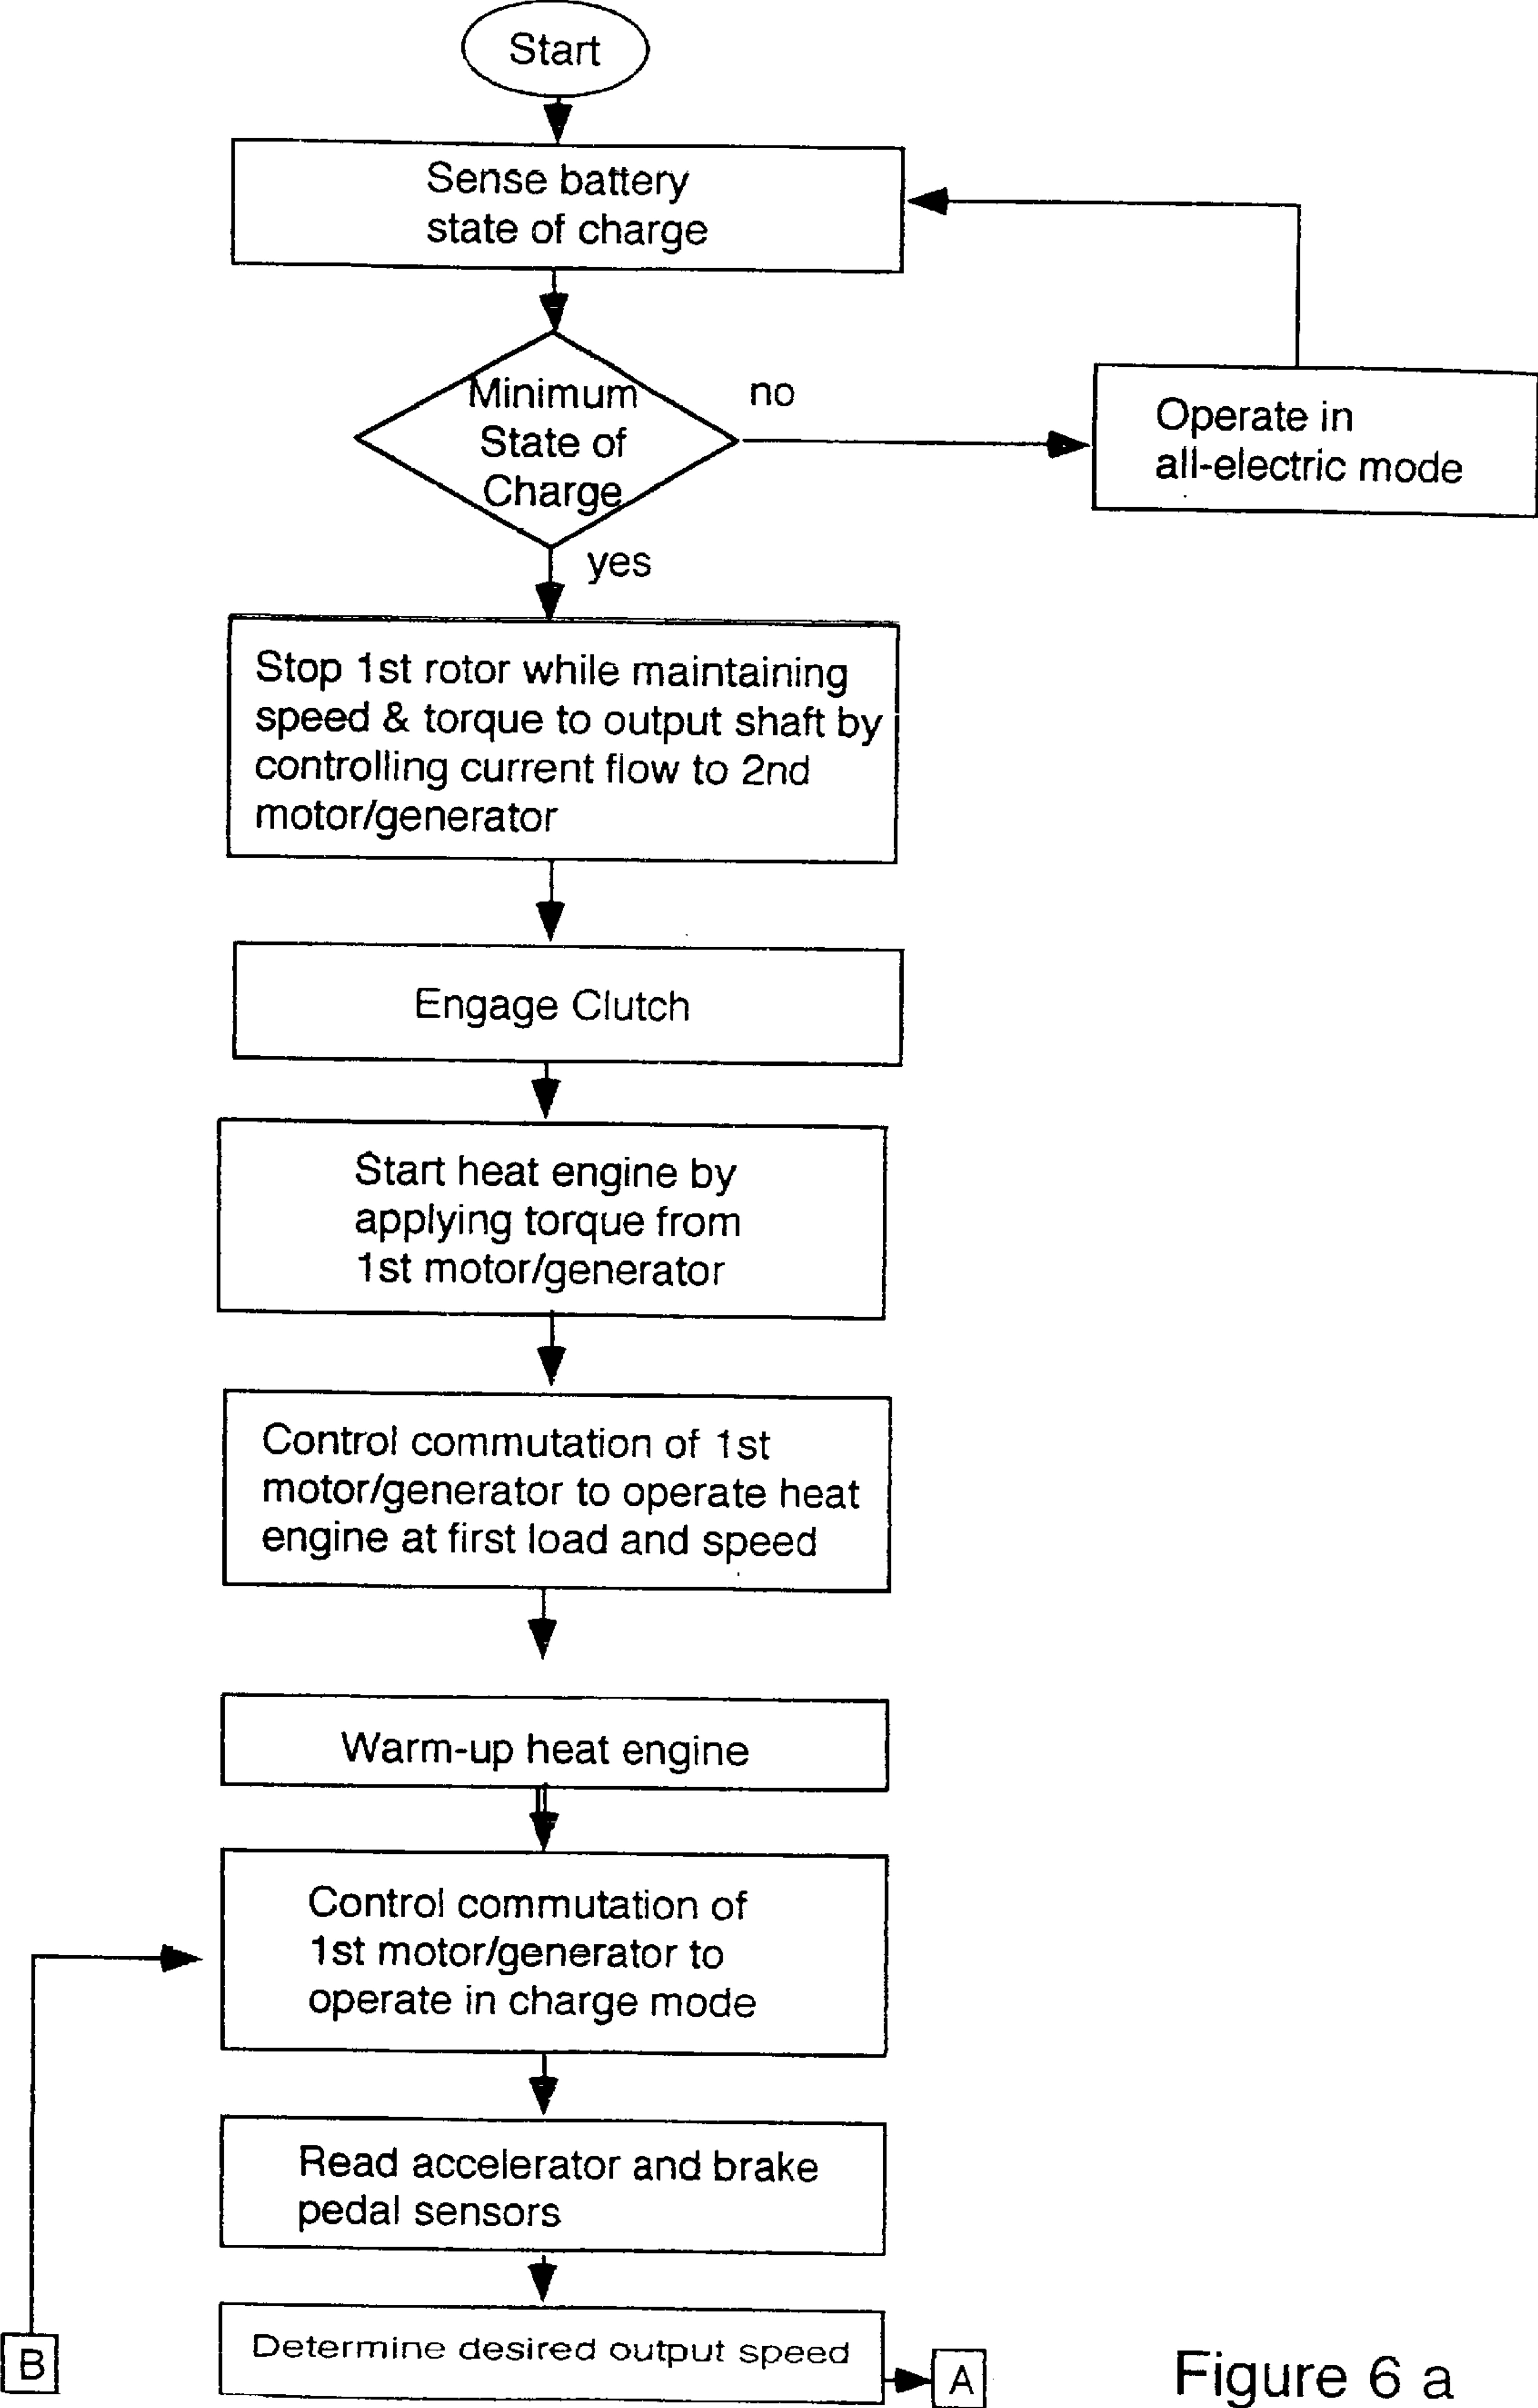 Start
Sense battery
state of charge
Minimum
State of
Charge
no
Operate in
all-electric mode
yes
Stop 1st rotor while maintaining
speed & torque to output shaft by
controlling current flow to 2nd
motor/generator
Engage Clutch
Start heat engine by
applying torque from
1st motor/generator
Control commutation of 1st
motor/generator to operate heat
engine at first load and speed
Warm-up heat engine
Control commutation of
1st motor/generator to
operate in charge mode
Read accelerator and brake
pedal sensors
Determine desired output speed
B
A
Figure 6 a